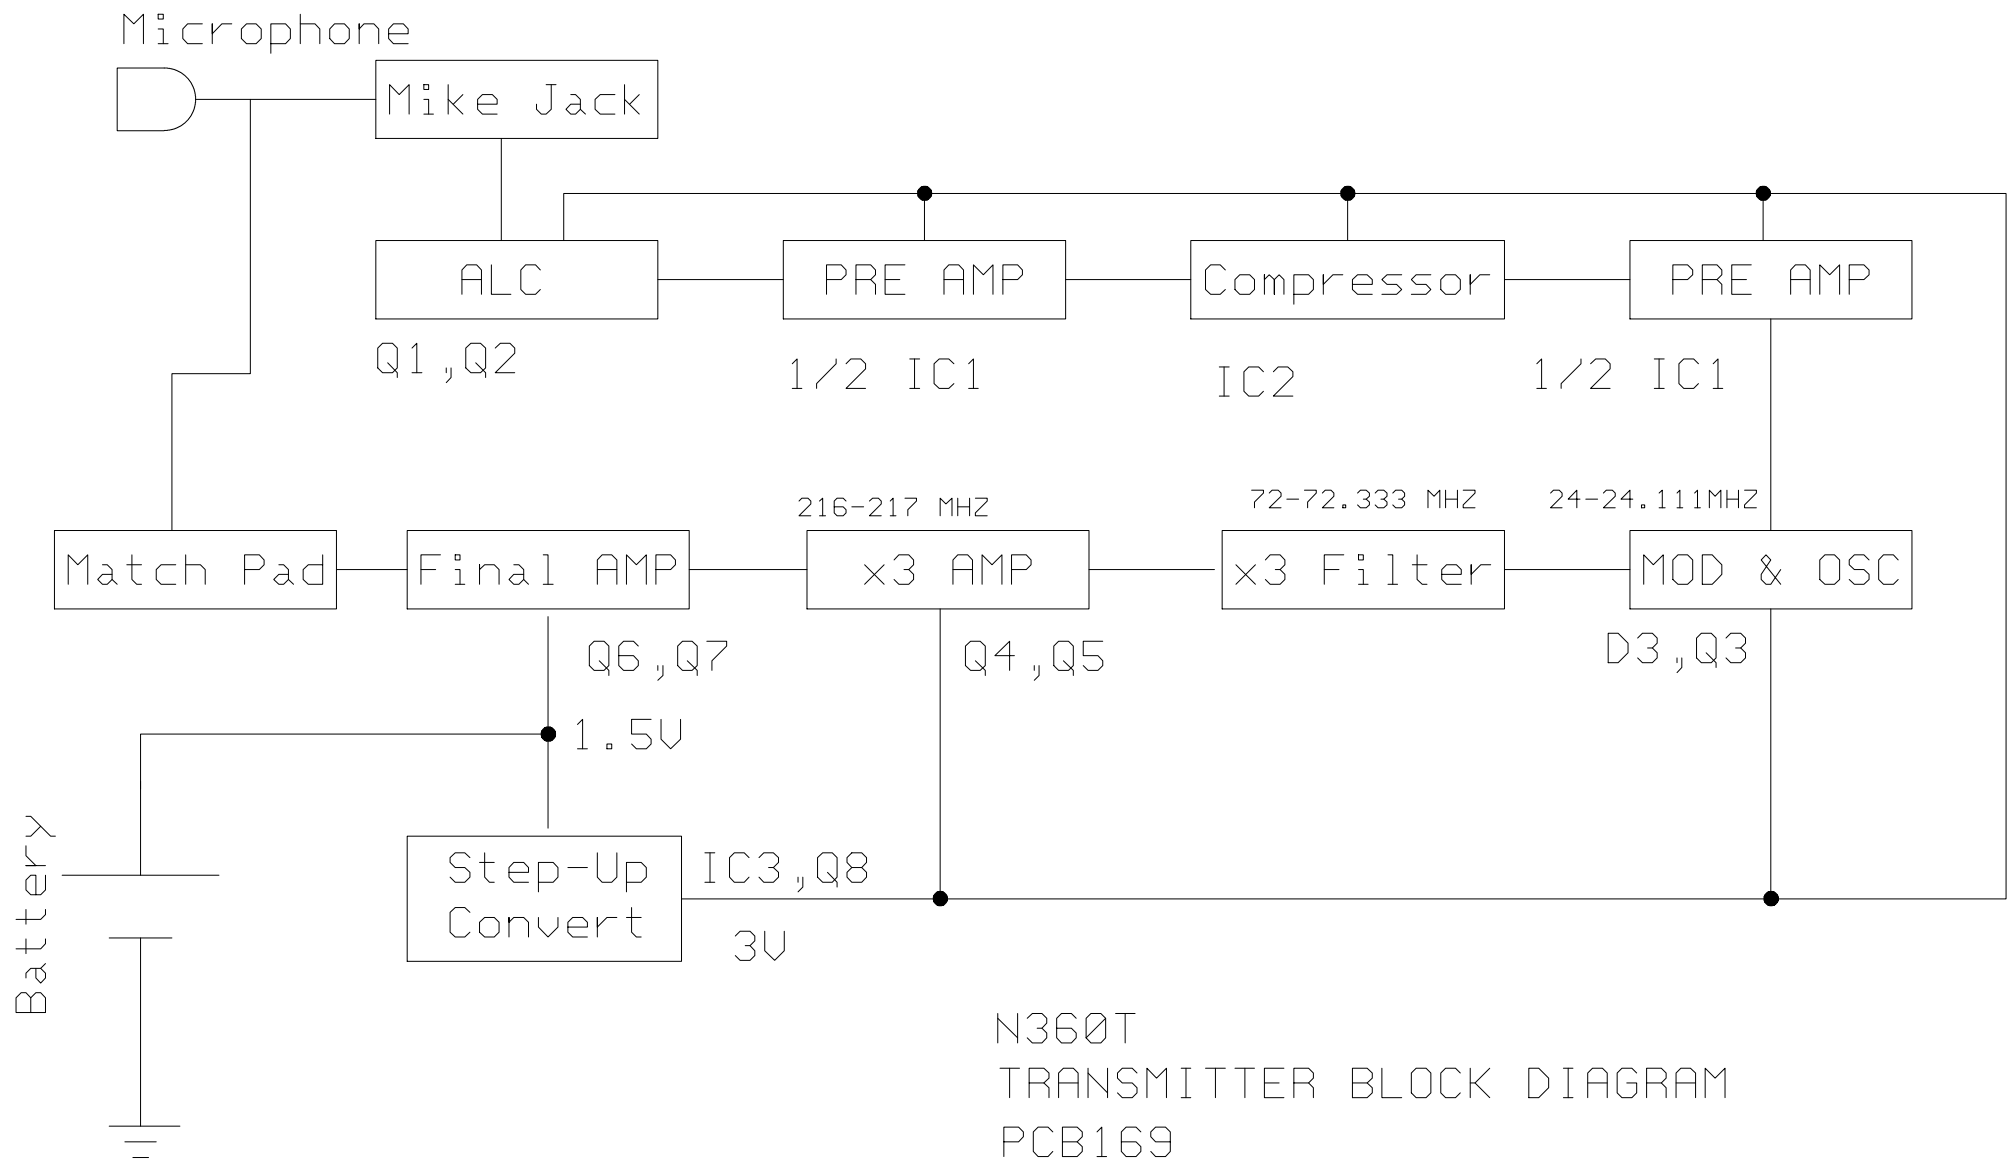 Microphone
Mike Jack
ALC
PRE AMP
Compressor
PRE AMP
Q1,Q2
1/2 IC1
IC2
1/2 IC1
216-217 MHZ
72-72.333 MHZ
24-24.111MHZ
Match Pad
Final AMP
x3 AMP
x3 Filter
MOD & OSC
Q6,Q7
Q4,Q5
D3,Q3
1.5V
Battery
Step-Up
Convert
IC3,Q8
3V
N360T
TRANSMITTER BLOCK DIAGRAM
PCB169